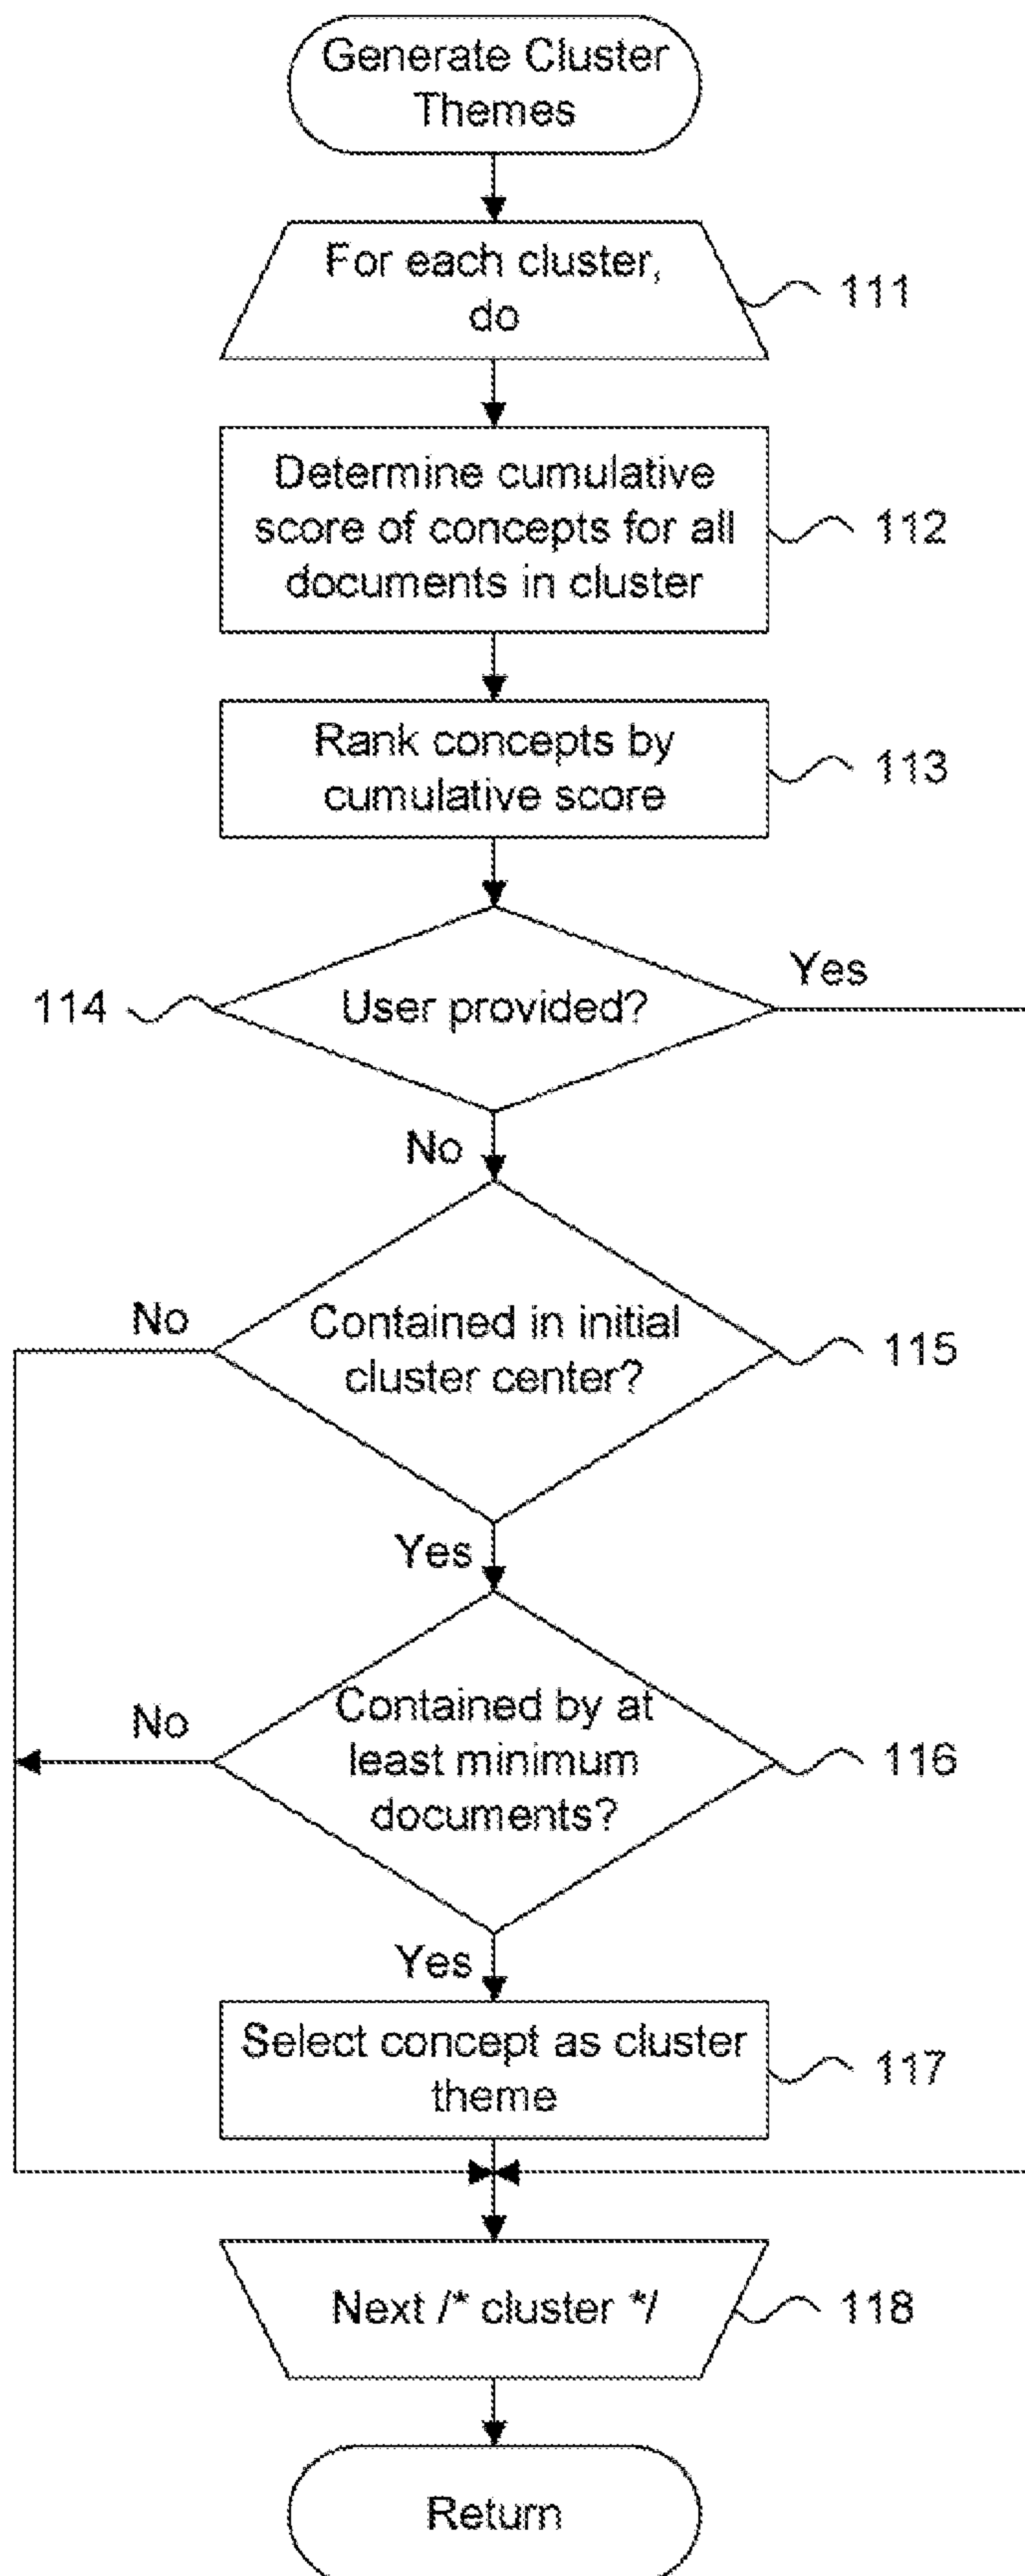 Generate Cluster
Themes
For each cluster,
do
111
Determine cumulative
score of concepts for all
documents in cluster
112
Rank concepts by
cumulative score
113
114
User provided?
Yes
No
No
Contained in initial
cluster center?
115
Yes
No
Contained by at
least minimum
documents?
116
Yes
Select concept as cluster
theme
117
Next /* cluster */
118
Return